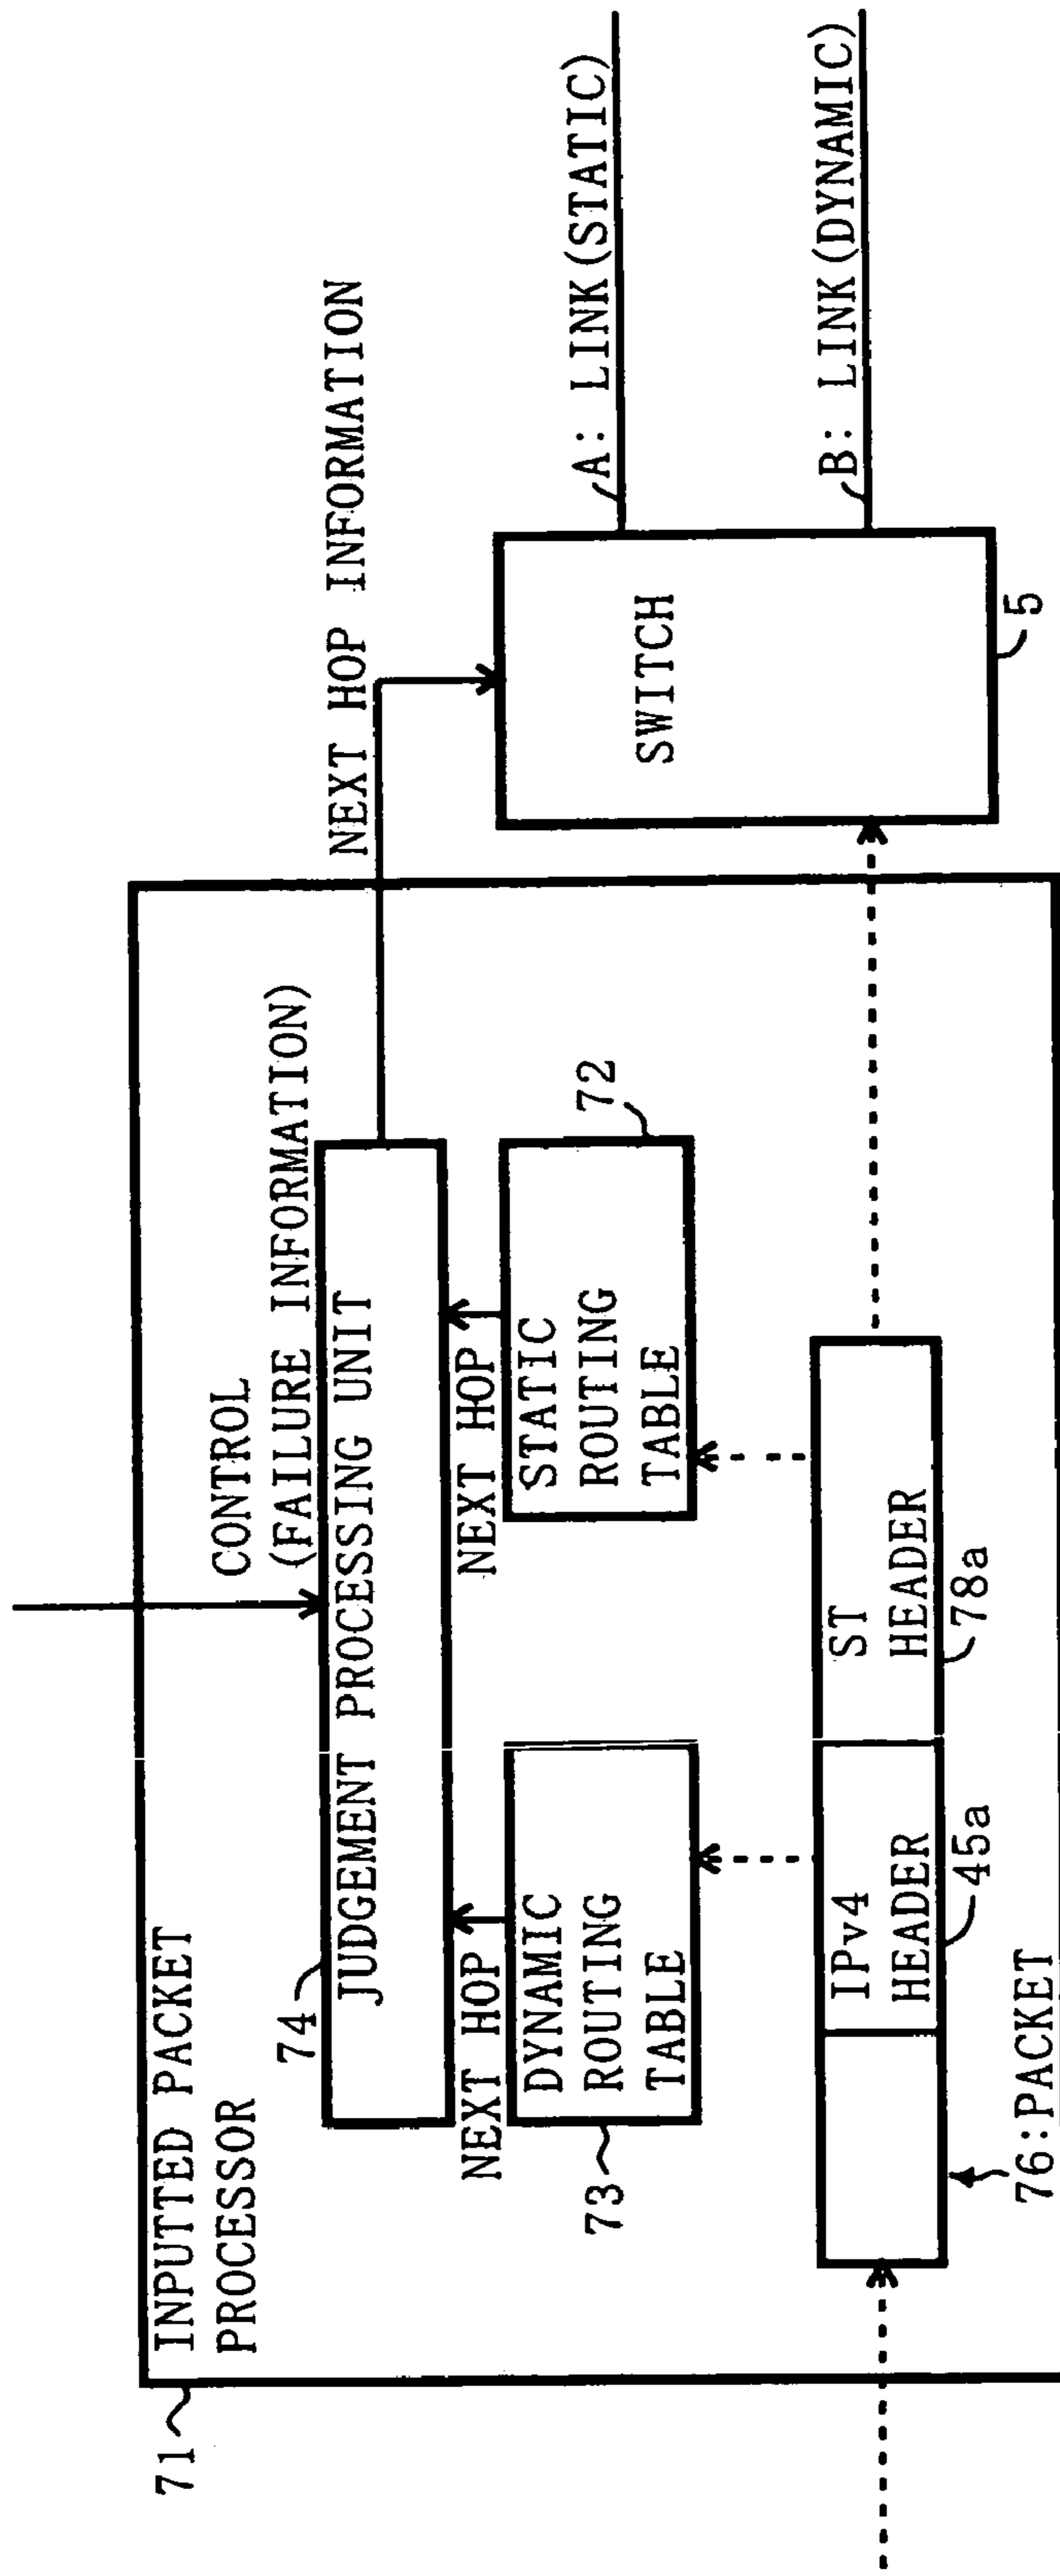 71
INPUTTED PACKET
PROCESSOR
CONTROL
(FAILURE INFORMATION)
74
JUDGEMENT PROCESSING UNIT
NEXT HOP INFORMATION
NEXT HOP
NEXT HOP
73
DYNAMIC
ROUTING
TABLE
72
STATIC
ROUTING
TABLE
IPv4
HEADER
45a
ST
HEADER
78a
76:PACKET
SWITCH
5
A: LINK(STATIC)
B: LINK(DYNAMIC)